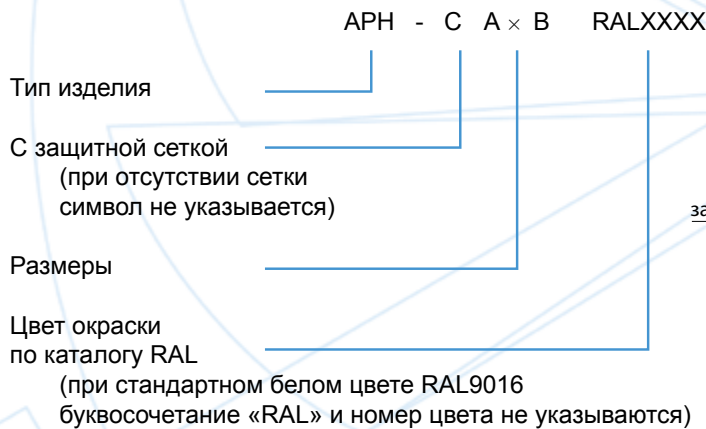 АРН - С А × В RALXXXX
Тип изделия
С защитной сеткой
(при отсутствии сетки
символ не указывается)
за
Размеры
Цвет окраски
по каталогу RAL
(при стандартном белом цвете RAL9016
буквосочетание «RAL» и номер цвета не указываются)